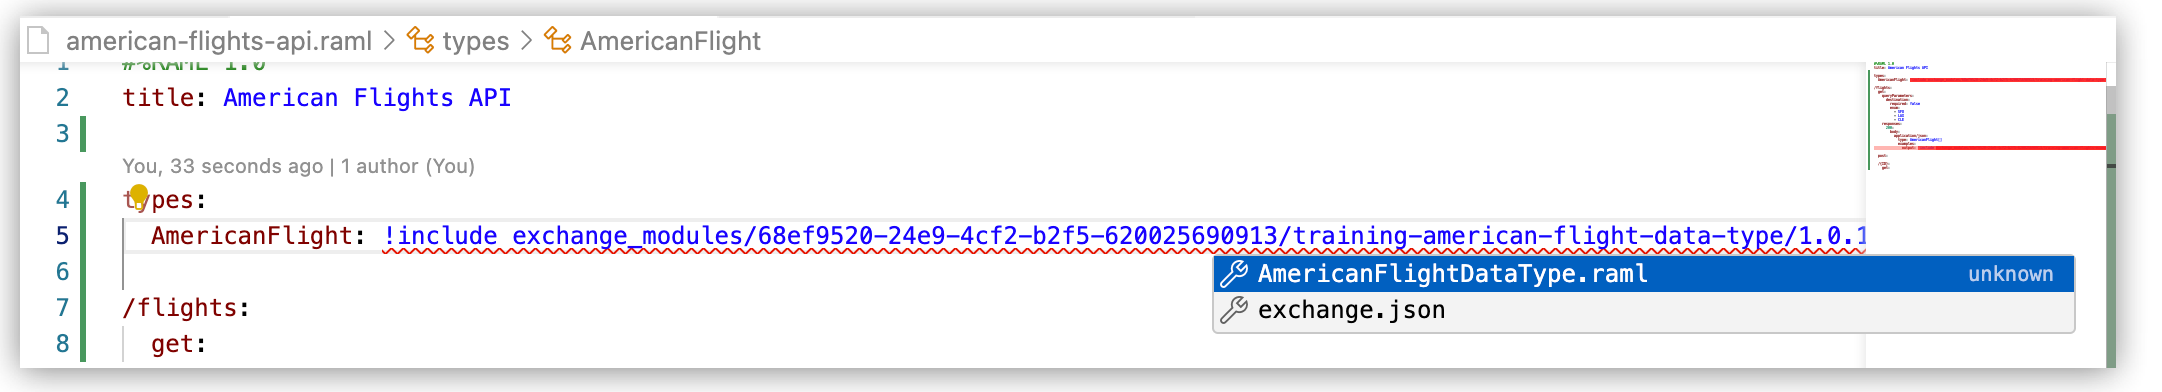 american-flights-api.raml > types > AmericanFlight
1 #%RAML 1.0
2 title: American Flights API
3
You, 33 seconds ago | 1 author (You)
4 types:
5 AmericanFlight: !include exchange_modules/68ef9520-24e9-4cf2-b2f5-620025690913/training-american-flight-data-type/1.0.1
AmericanFlightDataType.raml unknown
6
exchange.json
7 /flights:
8 get: